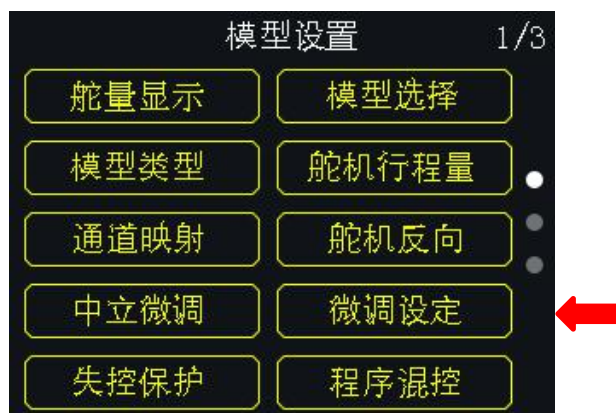 模型设置 1/3
舵量显示 模型选择
模型类型 舵机行程量
通道映射 舵机反向
中立微调 微调设定
失控保护 程序混控